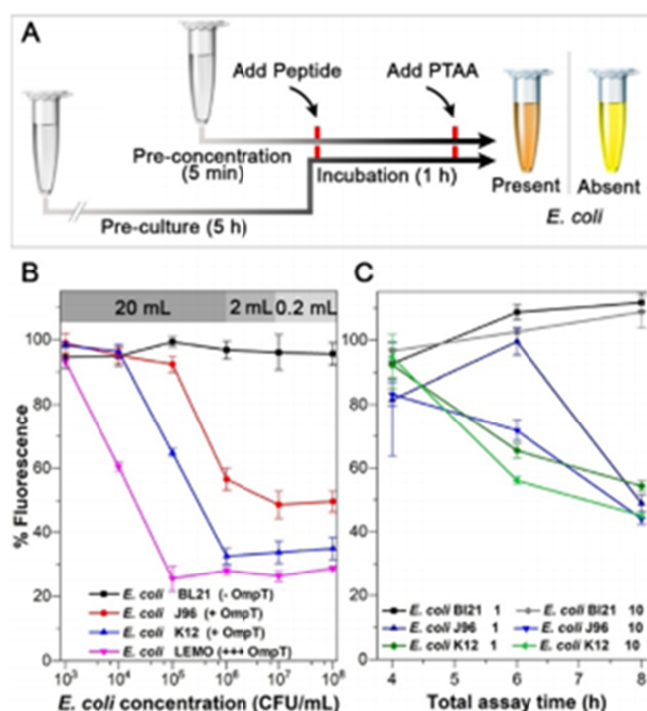 A
Add Peptide
Add PTAA
Pre-concentration
(5 min)
Incubation (1 h)
Pre-culture (5 h)
Present
Absent
E. coli
B
20 mL
2 mL
0.2 mL
100
80
60
40
20
0
% Fluorescence
E. coli BL21 (- OmpT)
E. coli J96 (+ OmpT)
E. coli K12 (+ OmpT)
E. coli LEMO (+++ OmpT)
10³ 10⁴ 10⁵ 10⁶ 10⁷ 10⁸
E. coli concentration (CFU/mL)
C
100
80
60
40
20
0
E. coli Bl21 1 E. coli Bl21 10
E. coli J96 1 E. coli J96 10
E. coli K12 1 E. coli K12 10
4 6 8
Total assay time (h)